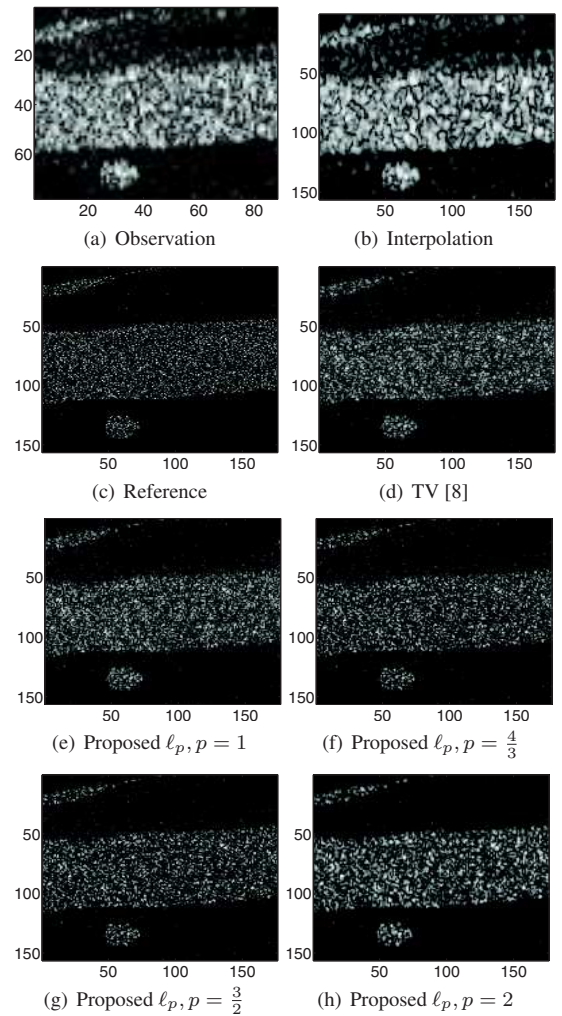 20
40
60
20 40 60 80
(a) Observation
50
100
150
50 100 150
(b) Interpolation
50
100
150
50 100 150
(c) Reference
50
100
150
50 100 150
(d) TV [8]
50
100
150
50 100 150
(e) Proposed ℓₚ, p = 1
50
100
150
50 100 150
(f) Proposed ℓₚ, p = 4/3
50
100
150
50 100 150
(g) Proposed ℓₚ, p = 3/2
50
100
150
50 100 150
(h) Proposed ℓₚ, p = 2